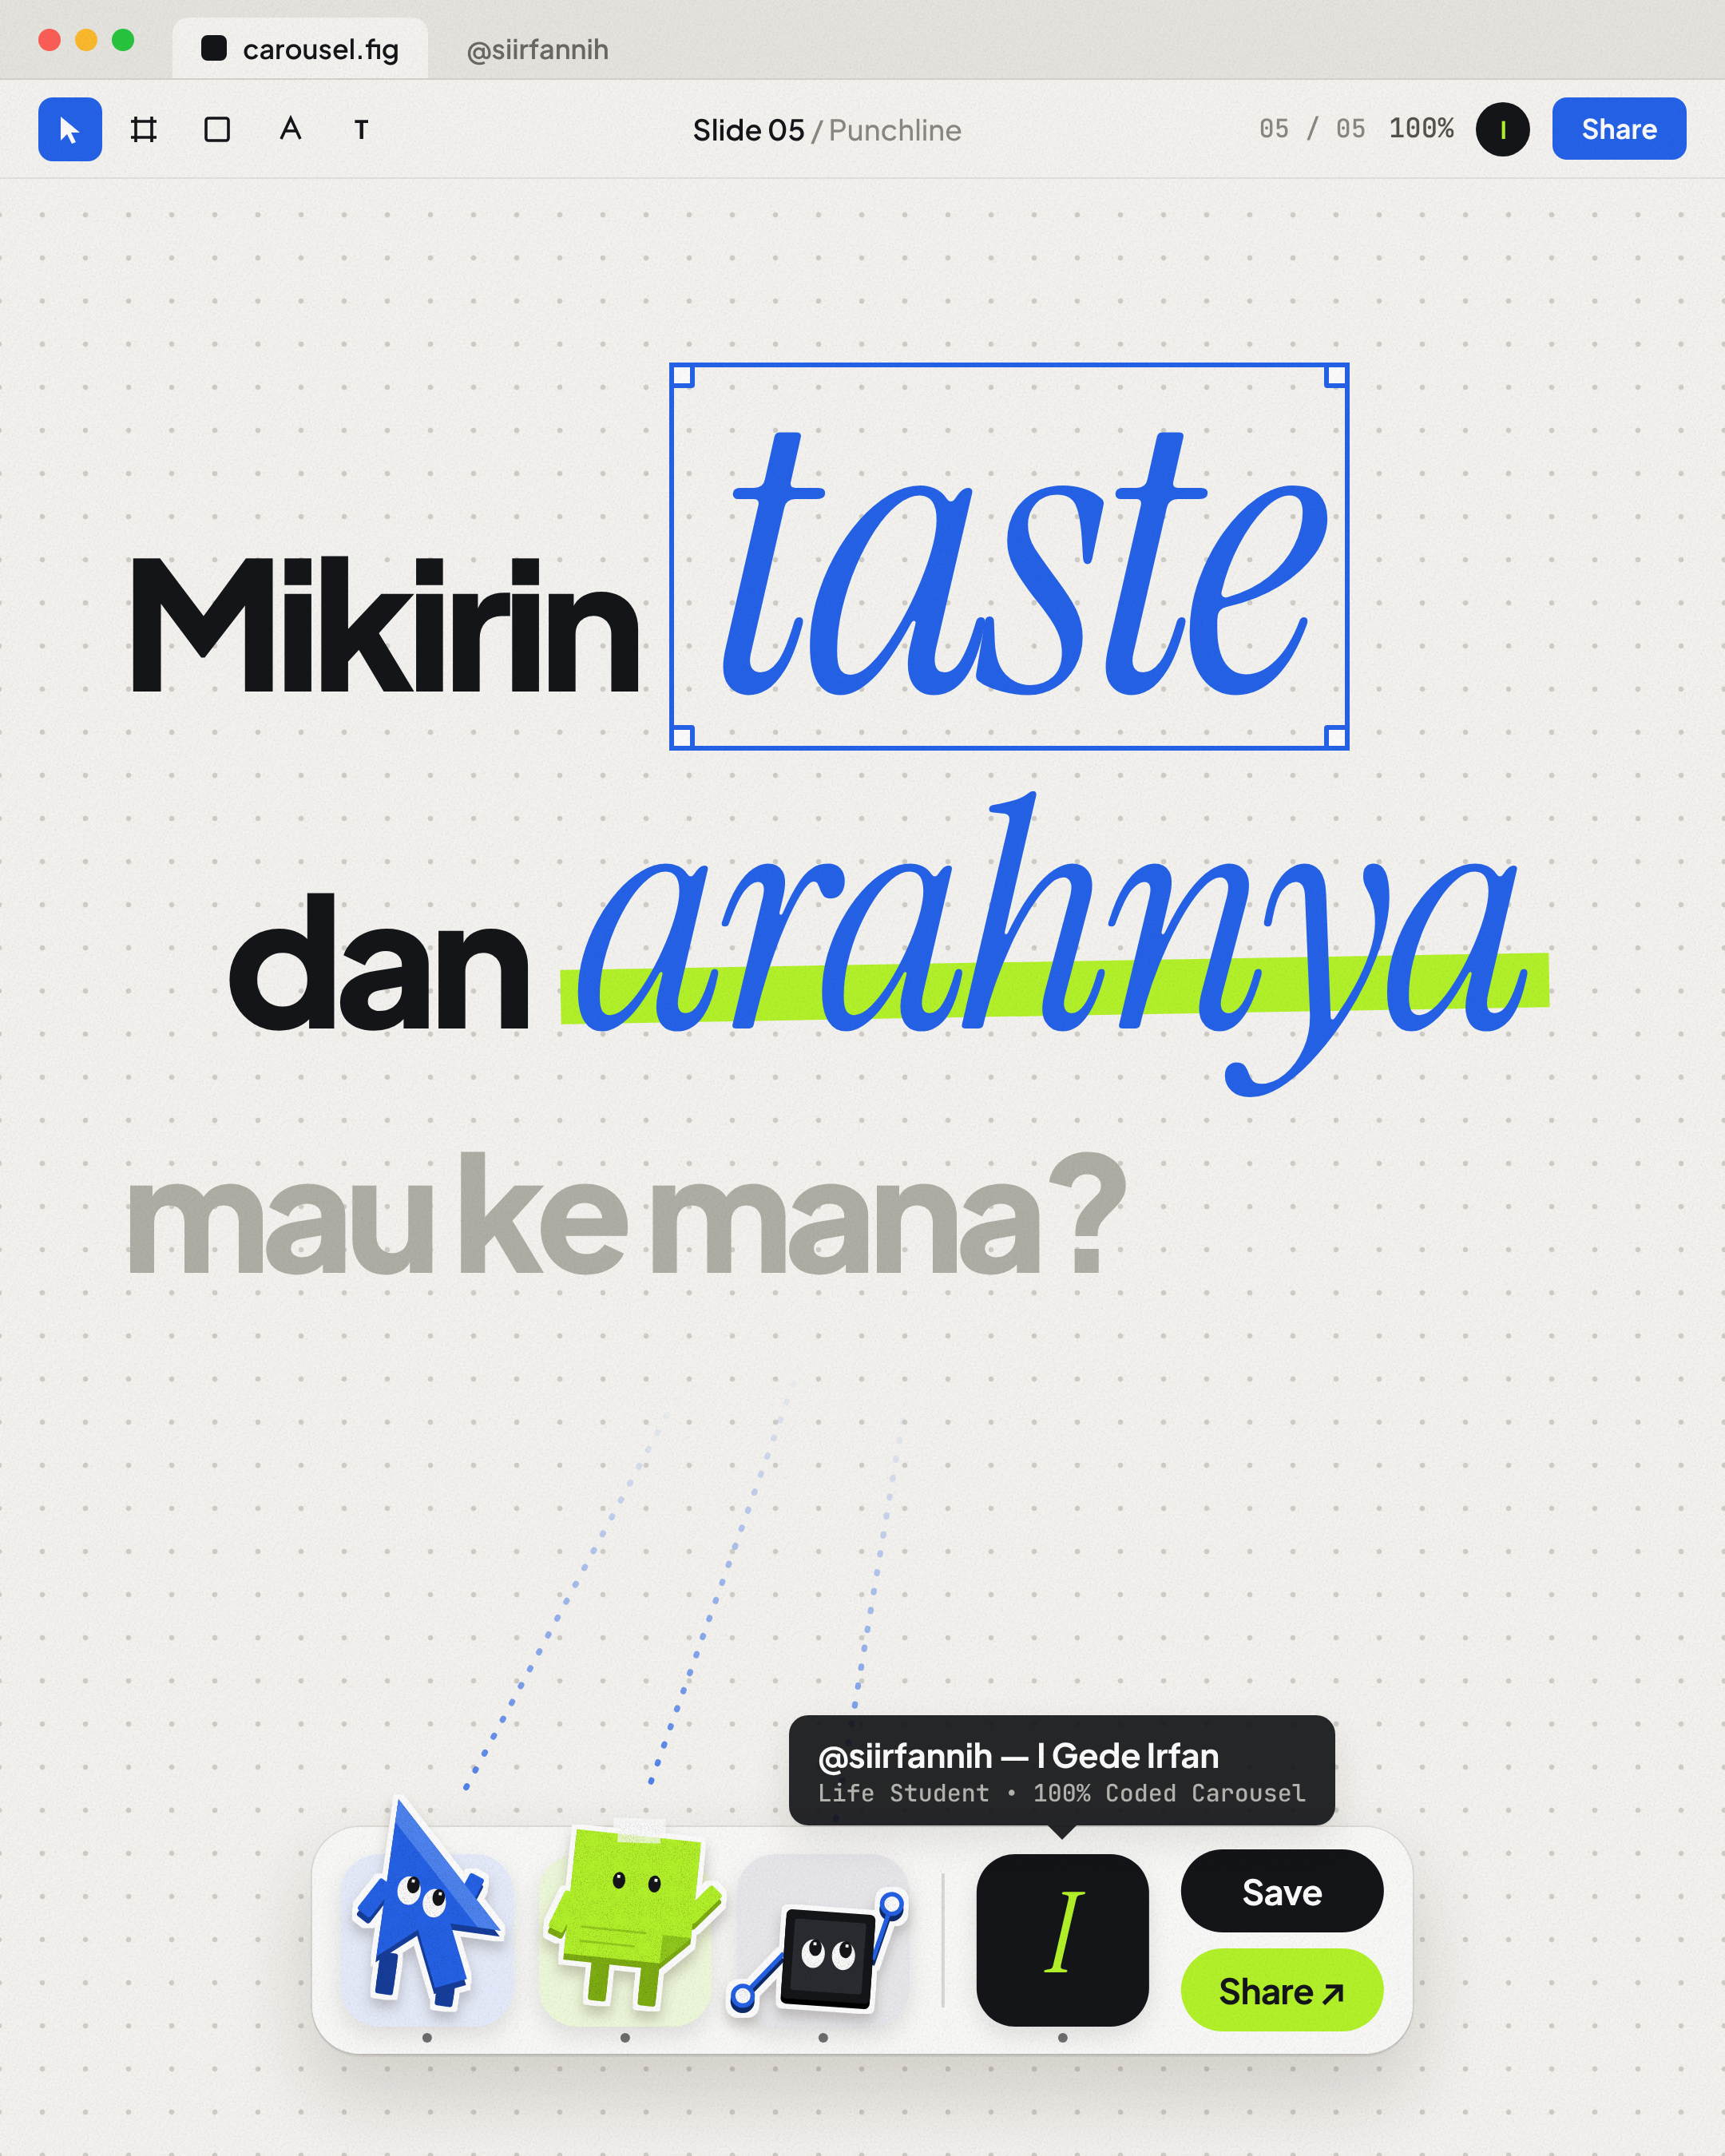 carousel.fig
@siirfannih
T
Slide 05 / Punchline
05 / 05
100%
I
Share
Mikirin taste
dan arahnya
mau ke mana?
@siirfannih — I Gede Irfan
Life Student • 100% Coded Carousel
I
Save
Share ↗